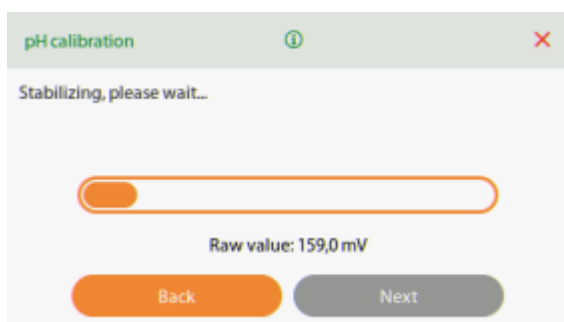 pH calibration
Stabilizing, please wait...
Raw value: 159,0 mV
Back Next